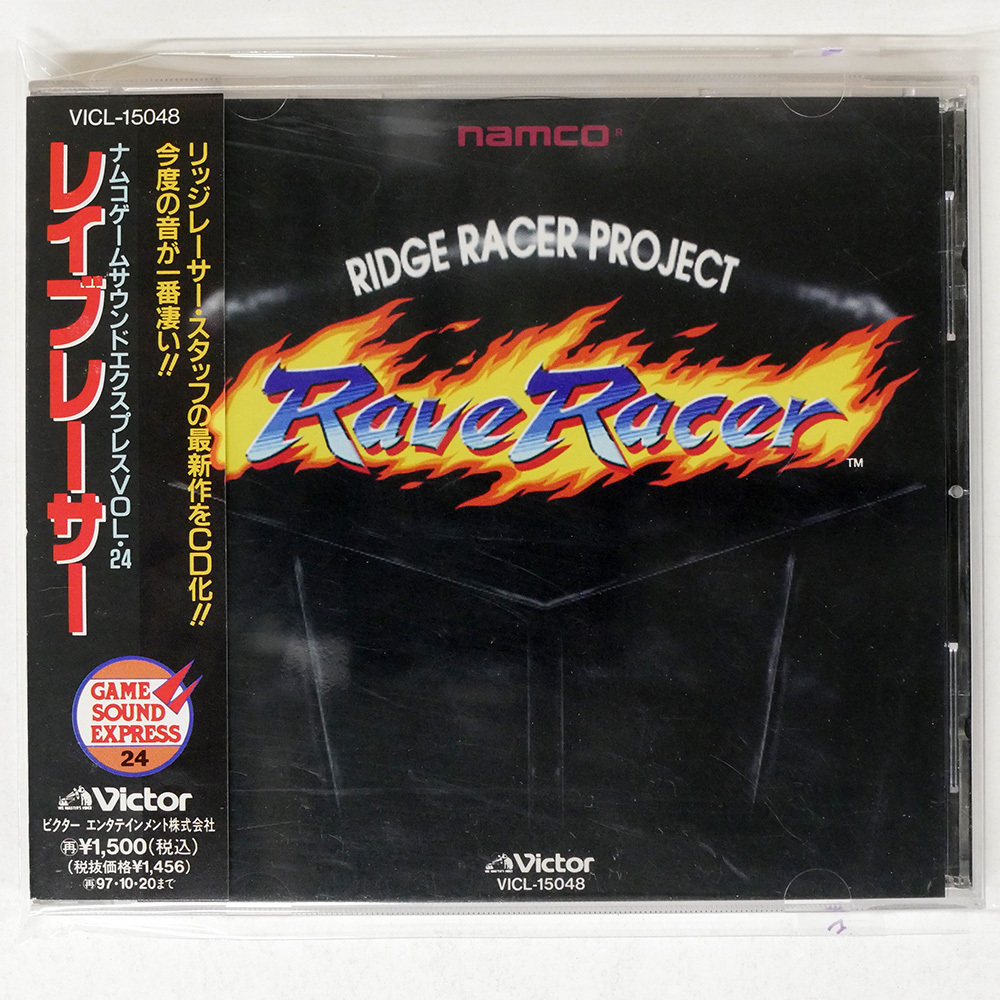 VICL-15048
リッジレーサー・スタッフの最新作をCD化!!
今度の音が一番凄い!!
ナムコゲームサウンドエクスプレスVOL・24
レイブレーサー
GAME
SOUND
EXPRESS
24
Victor
ビクター エンタテインメント株式会社
再¥1,500(税込)
(税抜価格¥1,456)
再97・10・20まで
namco®
RIDGE RACER PROJECT
Rave Racer™
Victor
VICL-15048